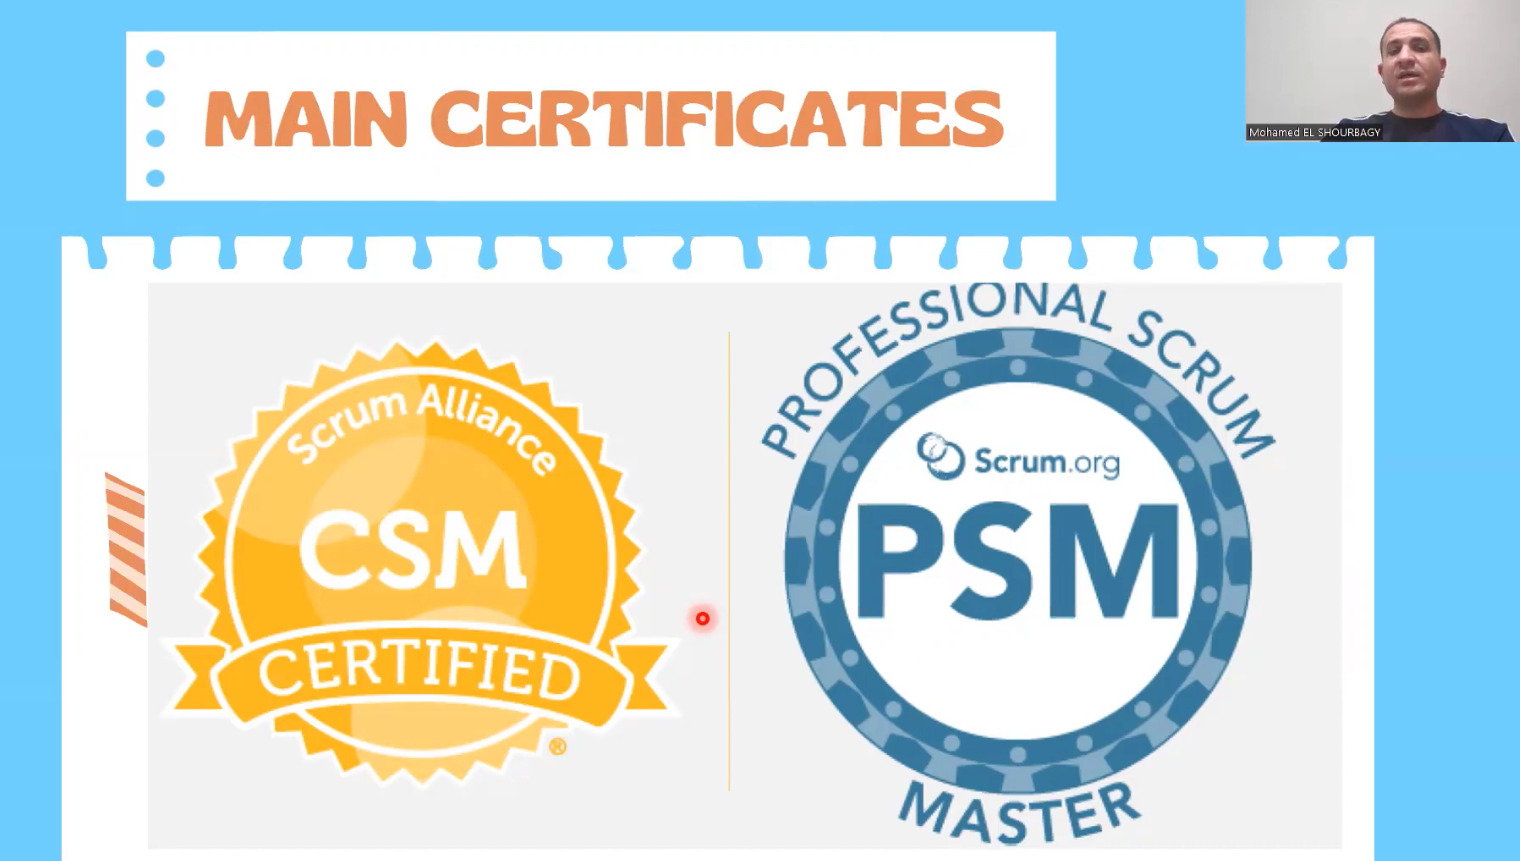 MAIN CERTIFICATES
Mohamed EL SHOURBAGY
Scrum Alliance
CSM
CERTIFIED
®
PROFESSIONAL SCRUM
Scrum.org
PSM
MASTER